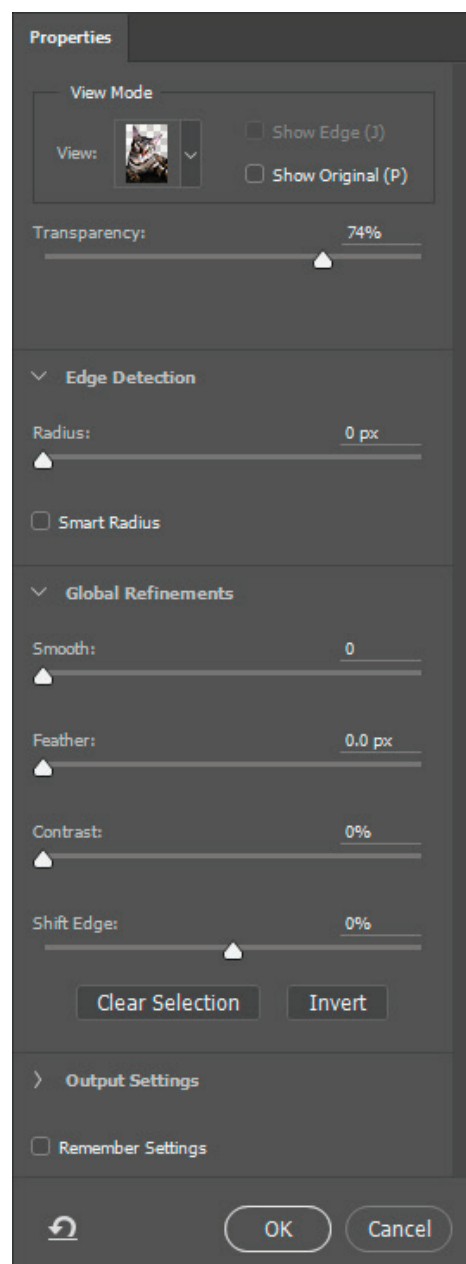 Properties
View Mode
View:
Show Edge (J)
Show Original (P)
Transparency: 74%
Edge Detection
Radius: 0 px
Smart Radius
Global Refinements
Smooth: 0
Feather: 0.0 px
Contrast: 0%
Shift Edge: 0%
Clear Selection Invert
Output Settings
Remember Settings
OK Cancel